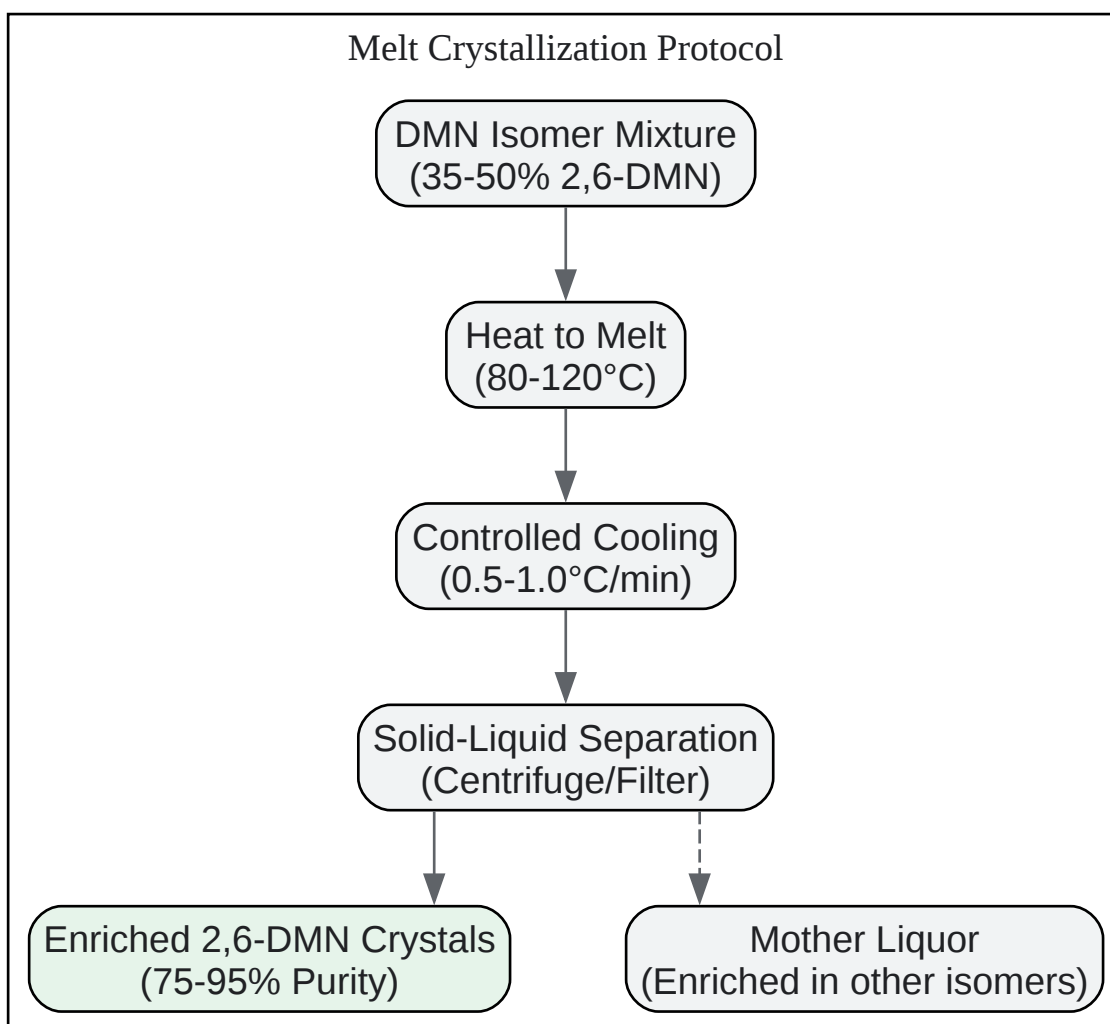 Melt Crystallization Protocol
DMN Isomer Mixture
(35-50% 2,6-DMN)
Heat to Melt
(80-120°C)
Controlled Cooling
(0.5-1.0°C/min)
Solid-Liquid Separation
(Centrifuge/Filter)
Enriched 2,6-DMN Crystals
(75-95% Purity)
Mother Liquor
(Enriched in other isomers)